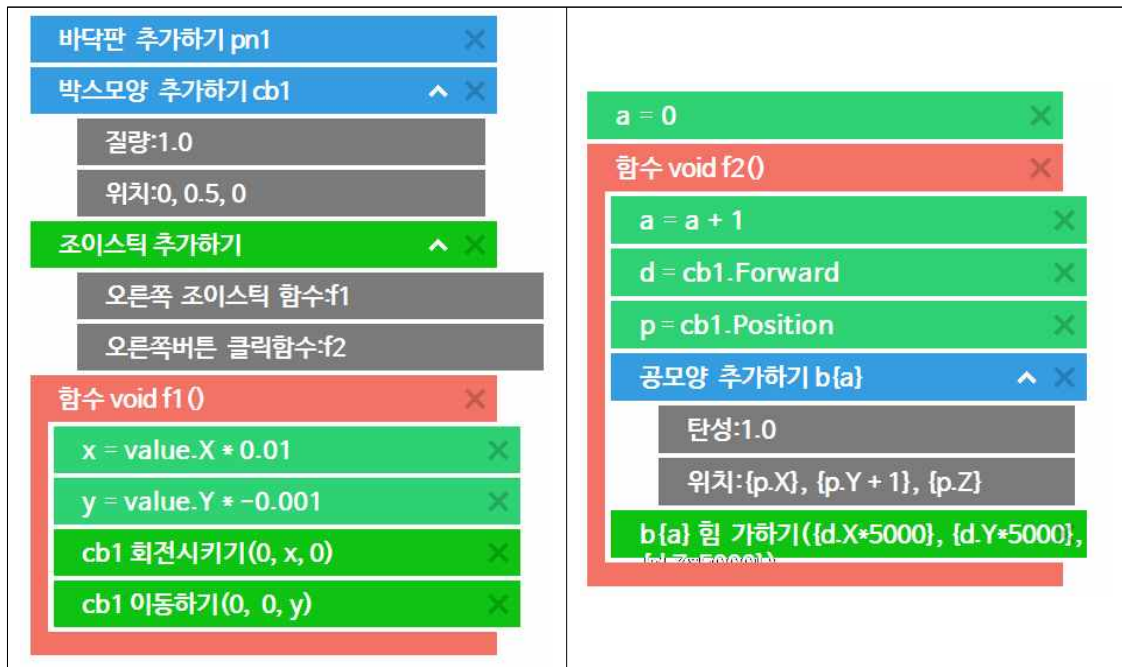 바닥판 추가하기 pn1
박스모양 추가하기 cb1
질량:1.0
위치:0, 0.5, 0
조이스틱 추가하기
오른쪽 조이스틱 함수:f1
오른쪽버튼 클릭함수:f2
함수 void f1()
x = value.X * 0.01
y = value.Y * -0.001
cb1 회전시키기(0, x, 0)
cb1 이동하기(0, 0, y)
a = 0
함수 void f2()
a = a + 1
d = cb1.Forward
p = cb1.Position
공모양 추가하기 b{a}
탄성:1.0
위치:{p.X}, {p.Y + 1}, {p.Z}
b{a} 힘 가하기({d.X*5000}, {d.Y*5000},